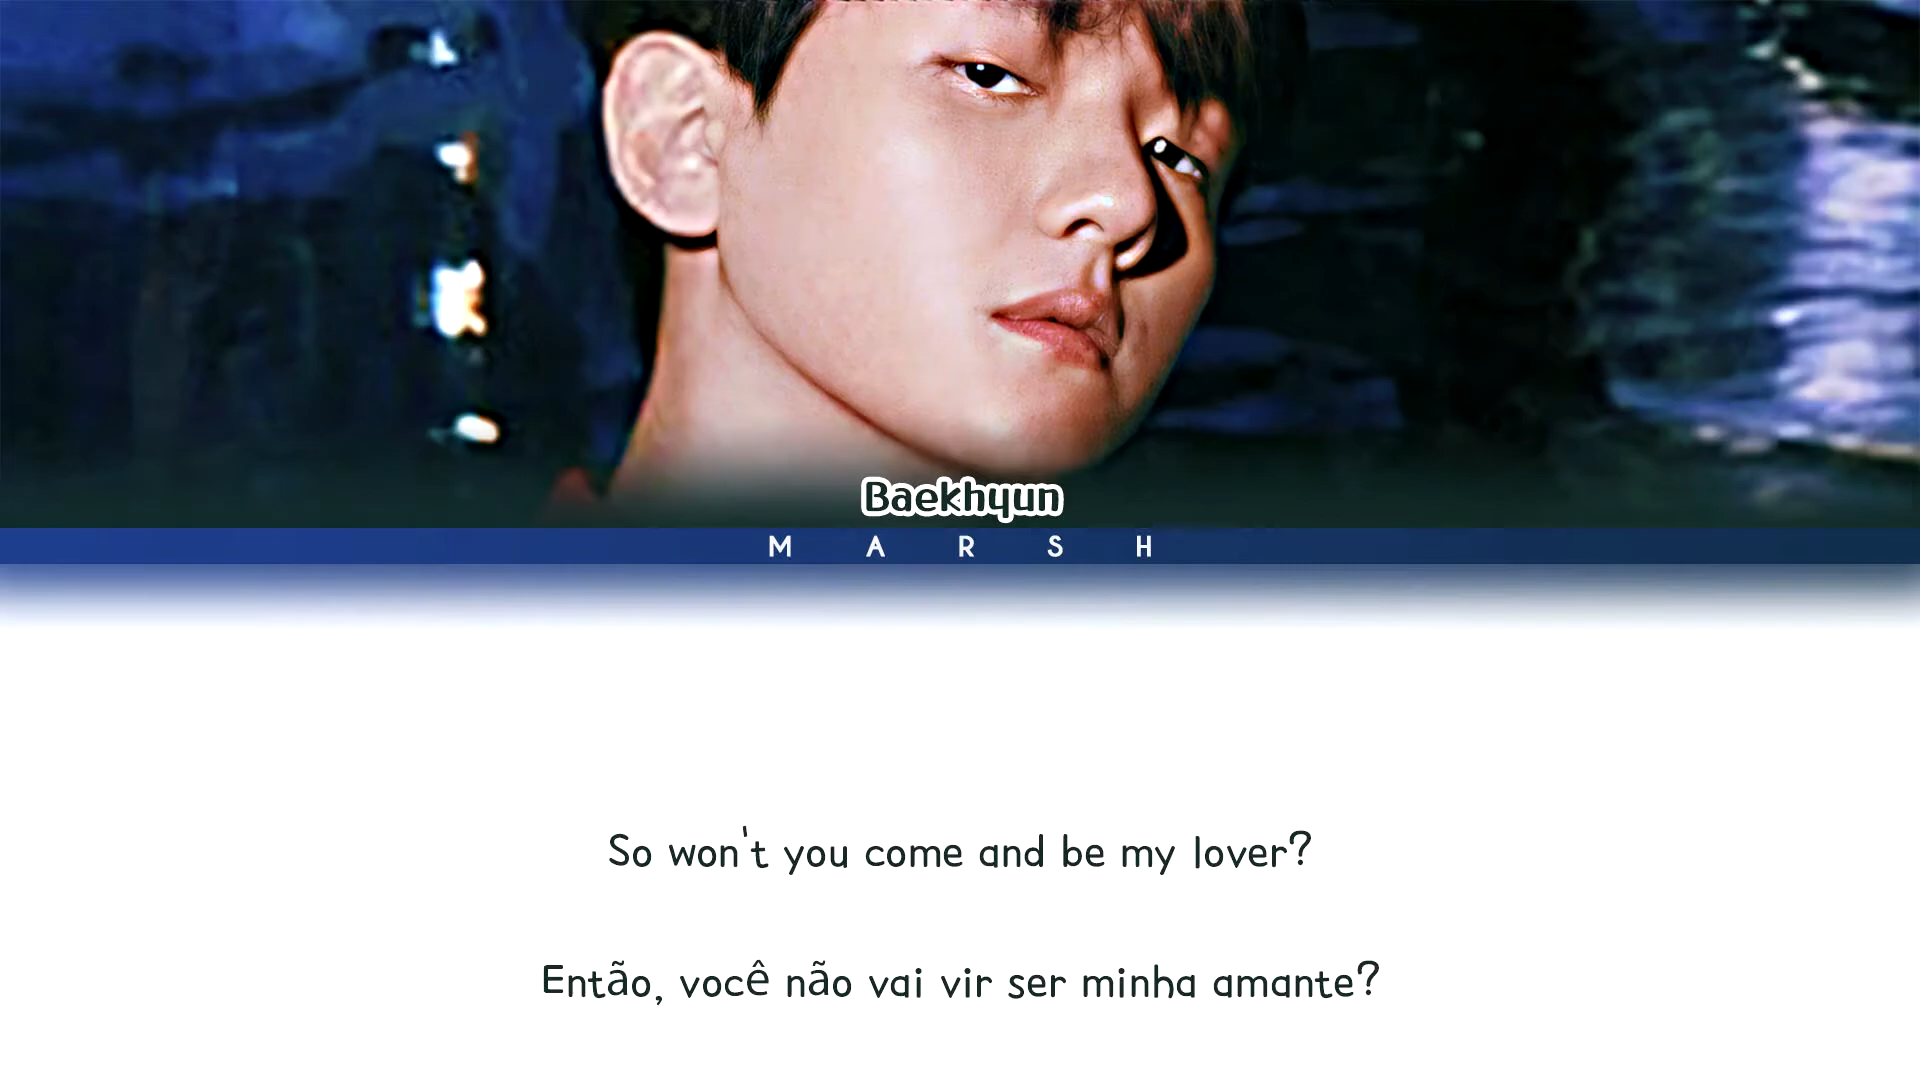 Baekhyun
M A R S H
So won't you come and be my lover?
Então, você não vai vir ser minha amante?